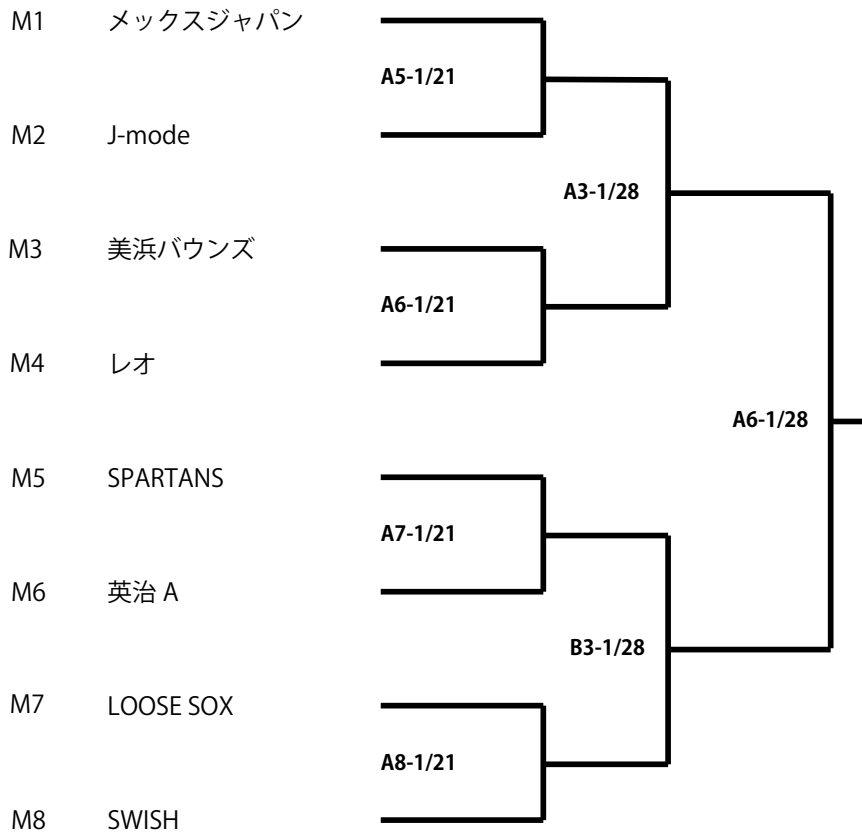 M1 メックスジャパン
A5-1/21
M2 J-mode
A3-1/28
M3 美浜バウンズ
A6-1/21
M4 レオ
A6-1/28
M5 SPARTANS
A7-1/21
M6 英治 A
B3-1/28
M7 LOOSE SOX
A8-1/21
M8 SWISH